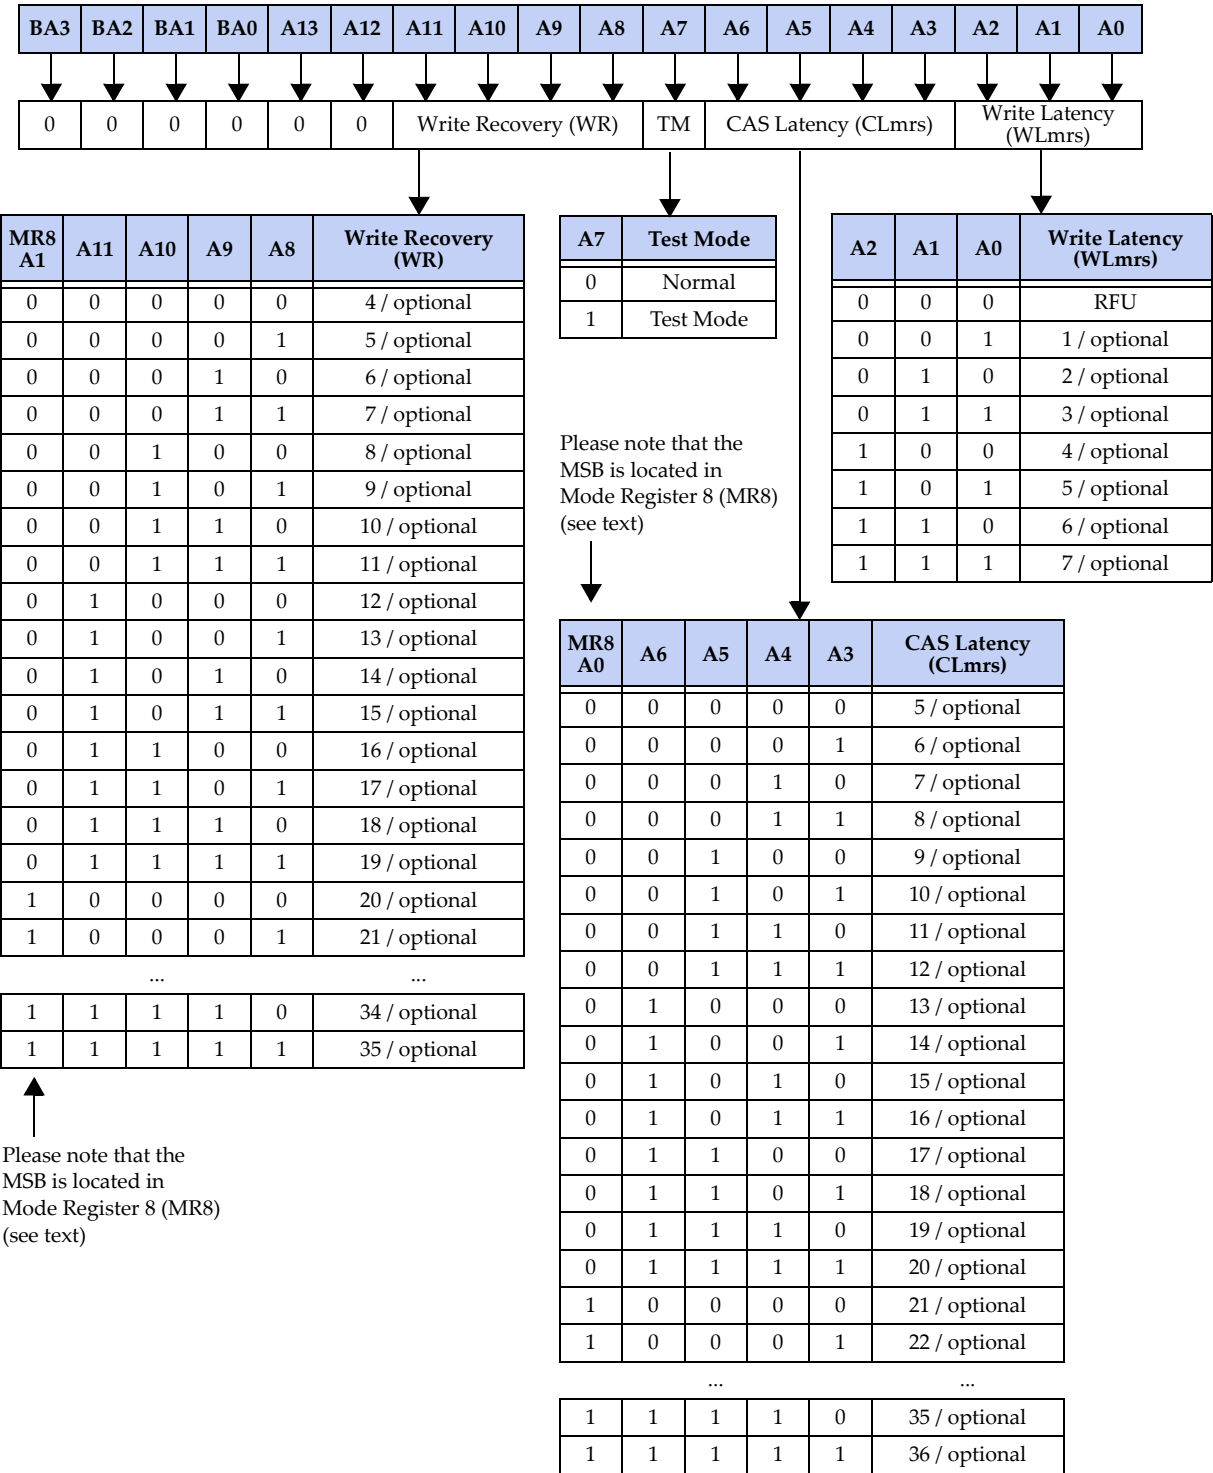 BA3 BA2 BA1 BA0 A13 A12 A11 A10 A9 A8 A7 A6 A5 A4 A3 A2 A1 A0
0 0 0 0 0 0 Write Recovery (WR) TM CAS Latency (CLmrs) Write Latency
(WLmrs)
MR8
A1 A11 A10 A9 A8 Write Recovery
(WR)
0 0 0 0 0 4 / optional
0 0 0 0 1 5 / optional
0 0 0 1 0 6 / optional
0 0 0 1 1 7 / optional
0 0 1 0 0 8 / optional
0 0 1 0 1 9 / optional
0 0 1 1 0 10 / optional
0 0 1 1 1 11 / optional
0 1 0 0 0 12 / optional
0 1 0 0 1 13 / optional
0 1 0 1 0 14 / optional
0 1 0 1 1 15 / optional
0 1 1 0 0 16 / optional
0 1 1 0 1 17 / optional
0 1 1 1 0 18 / optional
0 1 1 1 1 19 / optional
1 0 0 0 0 20 / optional
1 0 0 0 1 21 / optional
... ...
1 1 1 1 0 34 / optional
1 1 1 1 1 35 / optional
Please note that the
MSB is located in
Mode Register 8 (MR8)
(see text)
A7 Test Mode
0 Normal
1 Test Mode
Please note that the
MSB is located in
Mode Register 8 (MR8)
(see text)
MR8
A0 A6 A5 A4 A3 CAS Latency
(CLmrs)
0 0 0 0 0 5 / optional
0 0 0 0 1 6 / optional
0 0 0 1 0 7 / optional
0 0 0 1 1 8 / optional
0 0 1 0 0 9 / optional
0 0 1 0 1 10 / optional
0 0 1 1 0 11 / optional
0 0 1 1 1 12 / optional
0 1 0 0 0 13 / optional
0 1 0 0 1 14 / optional
0 1 0 1 0 15 / optional
0 1 0 1 1 16 / optional
0 1 1 0 0 17 / optional
0 1 1 0 1 18 / optional
0 1 1 1 0 19 / optional
0 1 1 1 1 20 / optional
1 0 0 0 0 21 / optional
1 0 0 0 1 22 / optional
... ...
1 1 1 1 0 35 / optional
1 1 1 1 1 36 / optional
A2 A1 A0 Write Latency
(WLmrs)
0 0 0 RFU
0 0 1 1 / optional
0 1 0 2 / optional
0 1 1 3 / optional
1 0 0 4 / optional
1 0 1 5 / optional
1 1 0 6 / optional
1 1 1 7 / optional